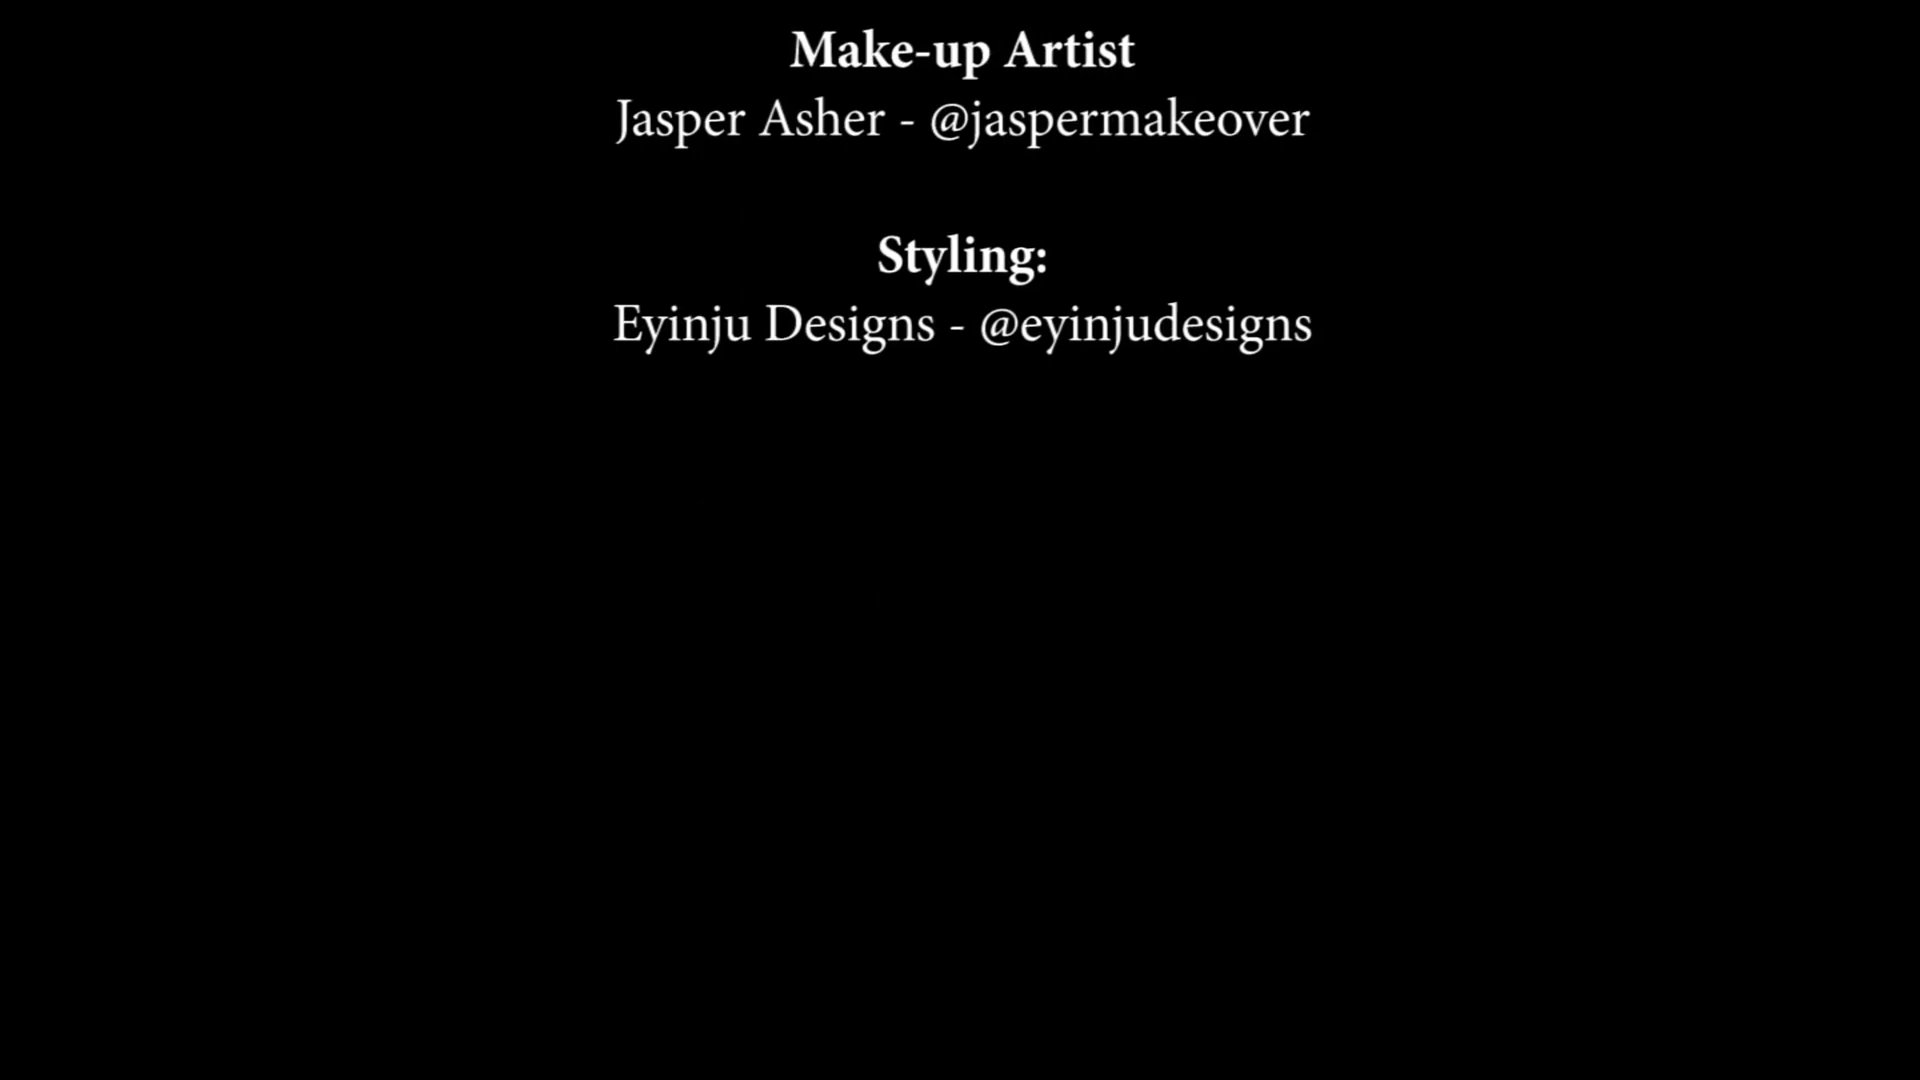 Make-up Artist
Jasper Asher - @jaspermakeover
Styling:
Eyinju Designs - @eyinjudesigns